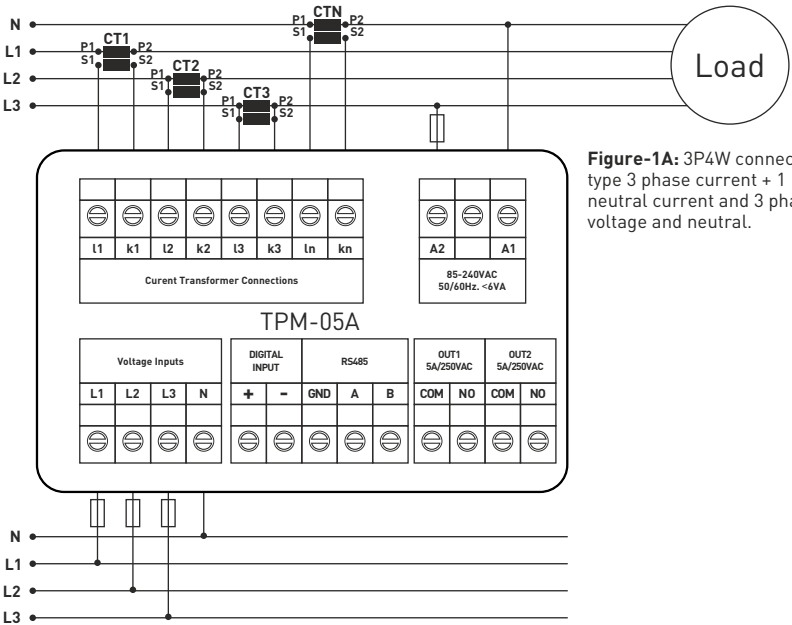 CTN
N P1 P2
S1 S2
CT1
L1 P1 P2
S1 S2
CT2
L2 P1 P2
S1 S2
CT3
L3 P1 P2
S1 S2
Load
Figure-1A: 3P4W connec
type 3 phase current + 1
neutral current and 3 pha
voltage and neutral.
l1 k1 l2 k2 l3 k3 ln kn
Curent Transformer Connections
A2 A1
85-240VAC
50/60Hz. <6VA
TPM-05A
Voltage Inputs
DIGITAL
INPUT
RS485
OUT1
5A/250VAC
OUT2
5A/250VAC
L1 L2 L3 N + - GND A B COM NO COM NO
N
L1
L2
L3